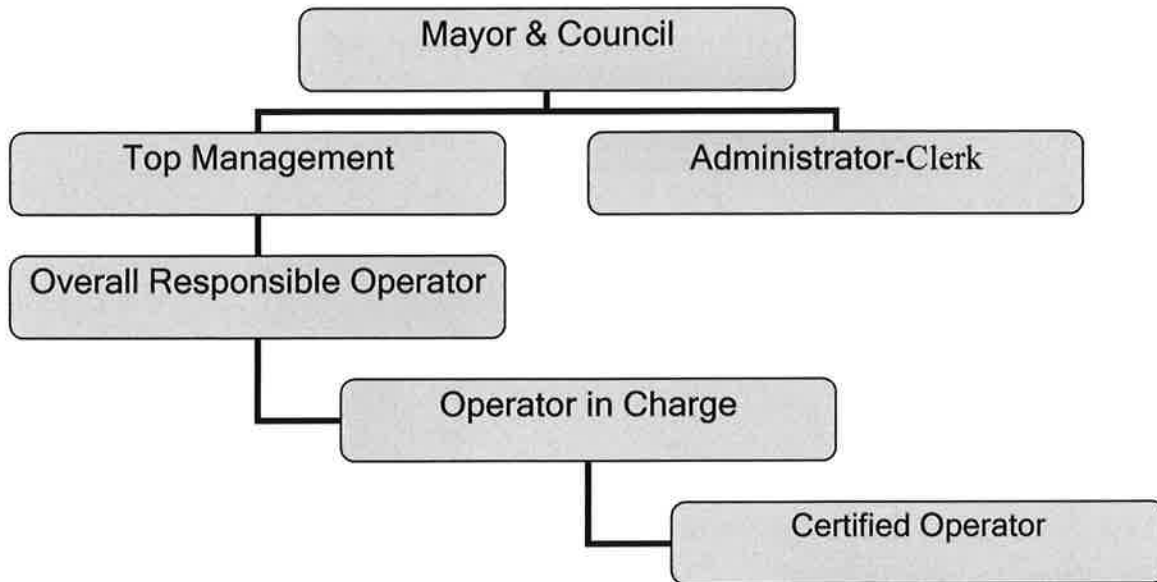 Mayor & Council
Top Management
Administrator-Clerk
Overall Responsible Operator
Operator in Charge
Certified Operator